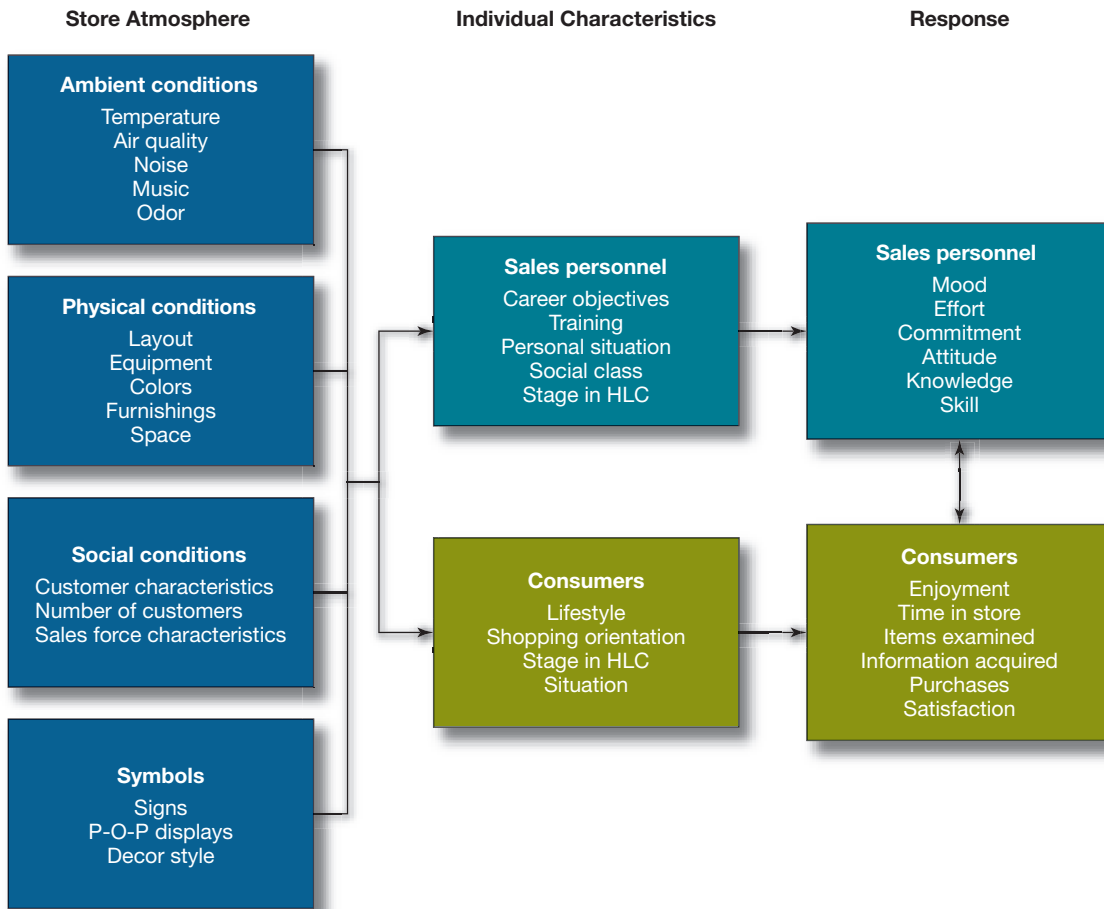 Store Atmosphere
Individual Characteristics
Response
Ambient conditions
Temperature
Air quality
Noise
Music
Odor
Physical conditions
Layout
Equipment
Colors
Furnishings
Space
Social conditions
Customer characteristics
Number of customers
Sales force characteristics
Symbols
Signs
P-O-P displays
Decor style
Sales personnel
Career objectives
Training
Personal situation
Social class
Stage in HLC
Consumers
Lifestyle
Shopping orientation
Stage in HLC
Situation
Sales personnel
Mood
Effort
Commitment
Attitude
Knowledge
Skill
Consumers
Enjoyment
Time in store
Items examined
Information acquired
Purchases
Satisfaction